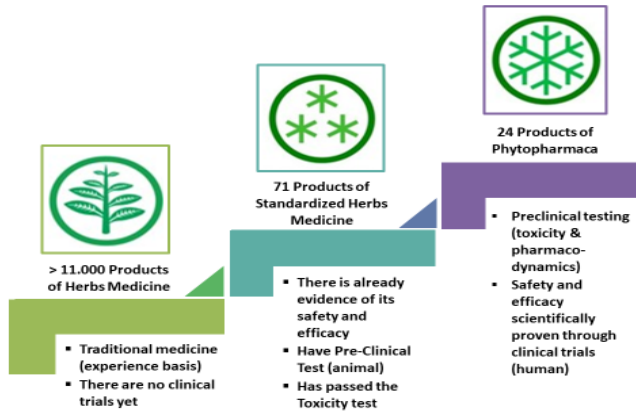 > 11.000 Products
of Herbs Medicine
▪ Traditional medicine
(experience basis)
▪ There are no clinical
trials yet
71 Products of
Standardized Herbs
Medicine
▪ There is already
evidence of its
safety and
efficacy
▪ Have Pre-Clinical
Test (animal)
▪ Has passed the
Toxicity test
24 Products of
Phytopharmaca
▪ Preclinical testing
(toxicity &
pharmaco-
dynamics)
▪ Safety and
efficacy
scientifically
proven through
clinical trials
(human)